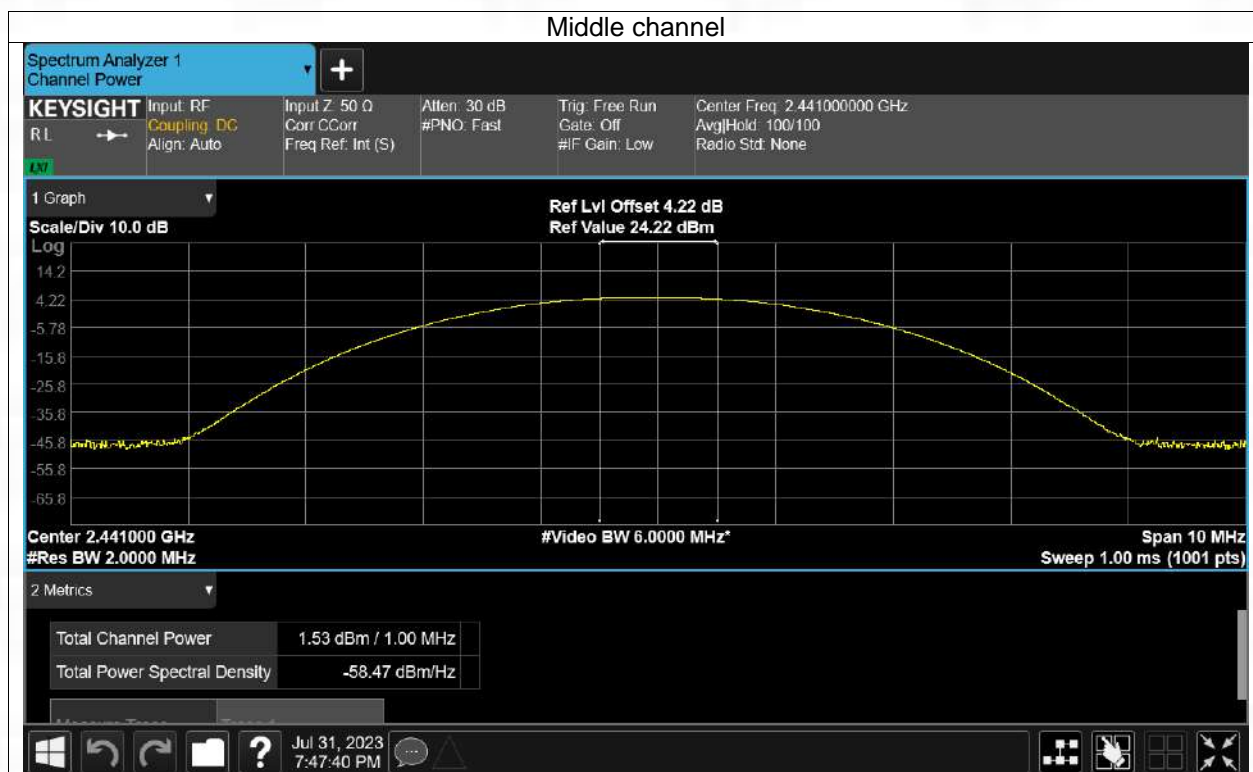 Middle channel
Spectrum Analyzer 1
Channel Power
KEYSIGHT
R L
LXI
Input: RF
Coupling: DC
Align: Auto
Input Z: 50 Ω
Corr CCorr
Freq Ref: Int (S)
Atten: 30 dB
#PNO: Fast
Trig: Free Run
Gate: Off
#IF Gain: Low
Center Freq: 2.441000000 GHz
Avg|Hold: 100/100
Radio Std: None
1 Graph
Scale/Div 10.0 dB
Ref Lvl Offset 4.22 dB
Ref Value 24.22 dBm
Log
14.2
4.22
-5.78
-15.8
-25.8
-35.8
-45.8
-55.8
-65.8
Center 2.441000 GHz
#Video BW 6.0000 MHz*
Span 10 MHz
#Res BW 2.0000 MHz
Sweep 1.00 ms (1001 pts)
2 Metrics
Total Channel Power 1.53 dBm / 1.00 MHz
Total Power Spectral Density -58.47 dBm/Hz
?
Jul 31, 2023
7:47:40 PM